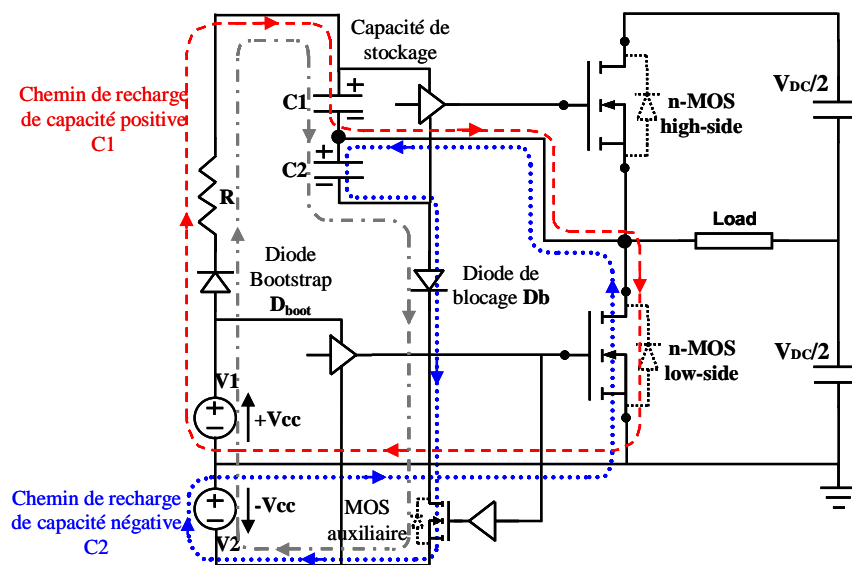 Capacité de
stockage
Chemin de recharge
de capacité positive
C1
C1
C2
+
−
+
−
R
n-MOS
high-side
VDC/2
Load
Diode
Bootstrap
Dboot
Diode de
blocage Db
n-MOS
low-side
VDC/2
V1
+
−
+Vcc
Chemin de recharge
de capacité négative
C2
+
−
-Vcc
V2
MOS
auxiliaire